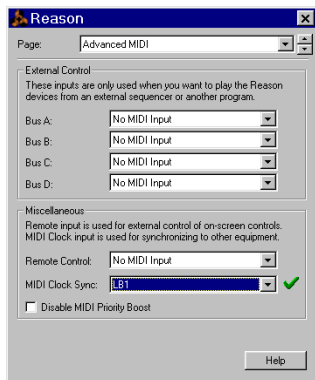 Reason
Page: Advanced MIDI
External Control
These inputs are only used when you want to play the Reason
devices from an external sequencer or another program.
Bus A: No MIDI Input
Bus B: No MIDI Input
Bus C: No MIDI Input
Bus D: No MIDI Input
Miscellaneous
Remote input is used for external control of on-screen controls.
MIDI Clock input is used for synchronizing to other equipment.
Remote Control: No MIDI Input
MIDI Clock Sync: LB1
Disable MIDI Priority Boost
Help